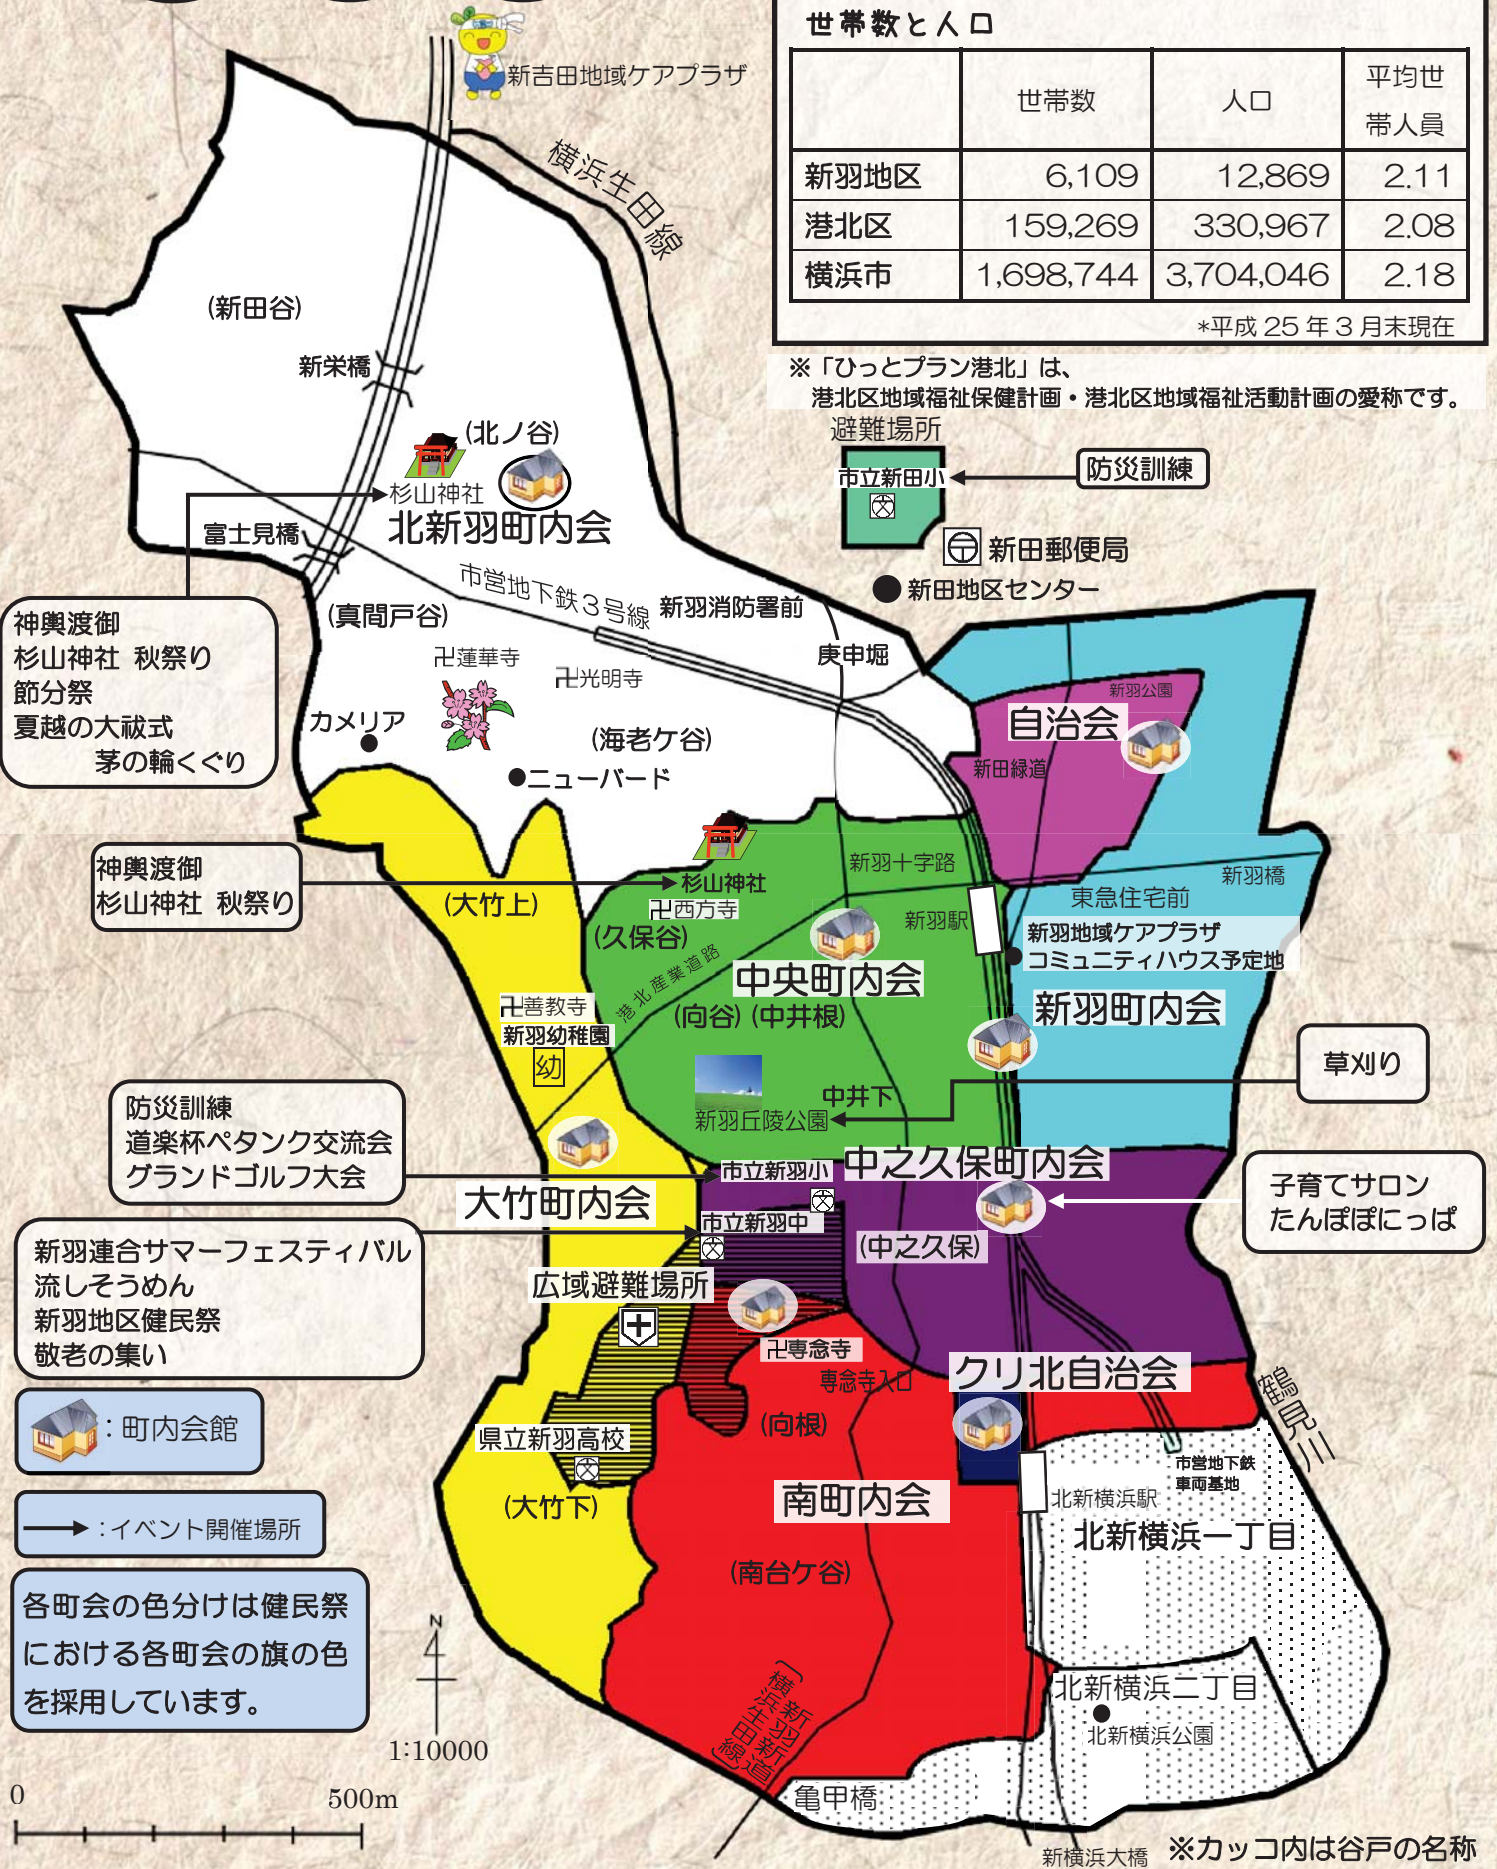 新吉田地域ケアプラザ
世帯数と人口
世帯数
人口
平均世
帯人員
新羽地区 6,109 12,869 2.11
港北区 159,269 330,967 2.08
横浜市 1,698,744 3,704,046 2.18
*平成 25 年 3 月末現在
※「ひっとプラン港北」は、
港北区地域福祉保健計画・港北区地域福祉活動計画の愛称です。
横浜生田線
(新田谷)
新栄橋
(北ノ谷)
杉山神社
北新羽町内会
富士見橋
避難場所
市立新田小
防災訓練
新田郵便局
新田地区センター
市営地下鉄3号線
新羽消防署前
(真間戸谷)
卍蓮華寺
卍光明寺
庚申堀
神輿渡御
杉山神社 秋祭り
節分祭
夏越の大祓式
茅の輪くぐり
カメリア
(海老ケ谷)
ニューバード
新羽公園
自治会
新田緑道
神輿渡御
杉山神社 秋祭り
(大竹上)
杉山神社
卍西方寺
(久保谷)
新羽十字路
新羽駅
新羽橋
東急住宅前
新羽地域ケアプラザ
コミュニティハウス予定地
港北産業道路
中央町内会
(向谷) (中井根)
新羽町内会
卍善教寺
新羽幼稚園
幼
草刈り
中井下
新羽丘陵公園
防災訓練
道楽杯ペタンク交流会
グランドゴルフ大会
市立新羽小
中之久保町内会
大竹町内会
市立新羽中
(中之久保)
子育てサロン
たんぽぽにっぱ
新羽連合サマーフェスティバル
流しそうめん
新羽地区健民祭
敬老の集い
広域避難場所
卍専念寺
専念寺入口
クリ北自治会
鶴見川
:町内会館
県立新羽高校
(向根)
市営地下鉄
車両基地
(大竹下)
南町内会
北新横浜駅
北新横浜一丁目
:イベント開催場所
(南台ケ谷)
各町会の色分けは健民祭
における各町会の旗の色
を採用しています。
N
1:10000
新羽新道
(横浜生田線)
北新横浜二丁目
北新横浜公園
0 500m
亀甲橋
新横浜大橋
※カッコ内は谷戸の名称